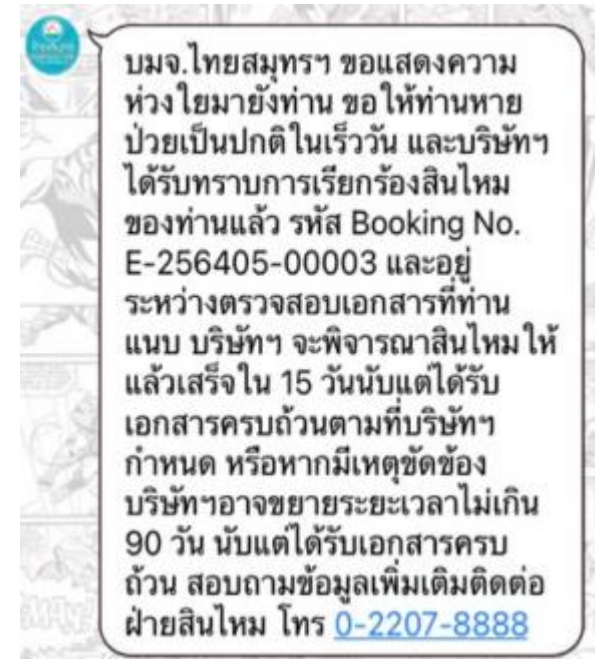 บมจ.ไทยสมุทรฯ ขอแสดงความ
ห่วงใยมายังท่าน ขอให้ท่านหาย
ป่วยเป็นปกติในเร็ววัน และบริษัทฯ
ได้รับทราบการเรียกร้องสินไหม
ของท่านแล้ว รหัส Booking No.
E-256405-00003 และอยู่
ระหว่างตรวจสอบเอกสารที่ท่าน
แนบ บริษัทฯ จะพิจารณาสินไหมให้
แล้วเสร็จใน 15 วันนับแต่ได้รับ
เอกสารครบถ้วนตามที่บริษัทฯ
กำหนด หรือหากมีเหตุขัดข้อง
บริษัทฯอาจขยายระยะเวลาไม่เกิน
90 วัน นับแต่ได้รับเอกสารครบ
ถ้วน สอบถามข้อมูลเพิ่มเติมติดต่อ
ฝ่ายสินไหม โทร 0-2207-8888